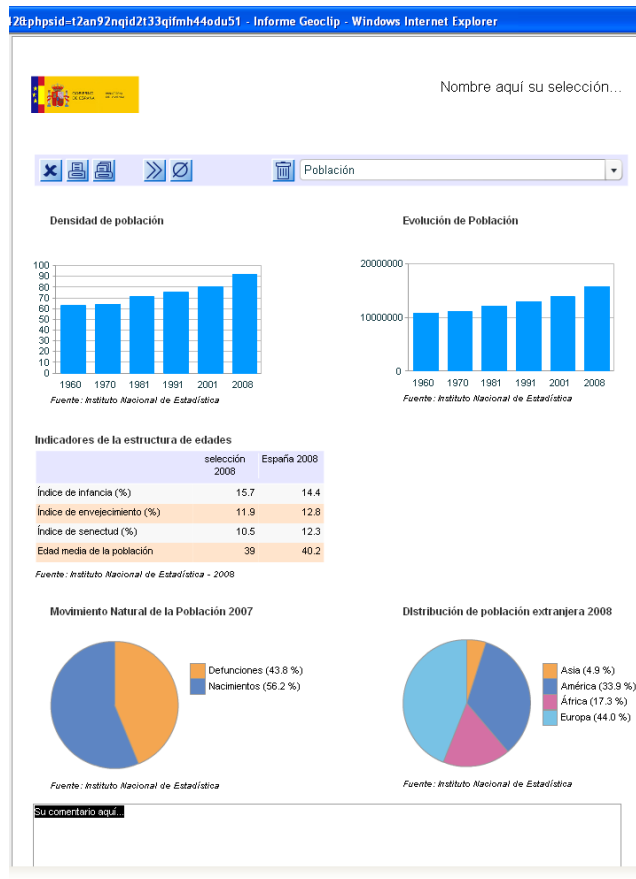 42&phpsid=t2an92nqid2t33qifmh44odu51 - Informe Geoclip - Windows Internet Explorer
GOBIERNO DE ESPAÑA
Nombre aquí su selección...
Población
Densidad de población
100
90
80
70
60
50
40
30
20
10
0
1960 1970 1981 1991 2001 2008
Fuente: Instituto Nacional de Estadística
Evolución de Población
20000000
10000000
0
1960 1970 1981 1991 2001 2008
Fuente: Instituto Nacional de Estadística
Indicadores de la estructura de edades
selección 2008 España 2008
Índice de infancia (%) 15.7 14.4
Índice de envejecimiento (%) 11.9 12.8
Índice de senectud (%) 10.5 12.3
Edad media de la población 39 40.2
Fuente: Instituto Nacional de Estadística - 2008
Movimiento Natural de la Población 2007
Defunciones (43.8 %)
Nacimientos (56.2 %)
Fuente: Instituto Nacional de Estadística
Distribución de población extranjera 2008
Asia (4.9 %)
América (33.9 %)
África (17.3 %)
Europa (44.0 %)
Fuente: Instituto Nacional de Estadística
Su comentario aquí...